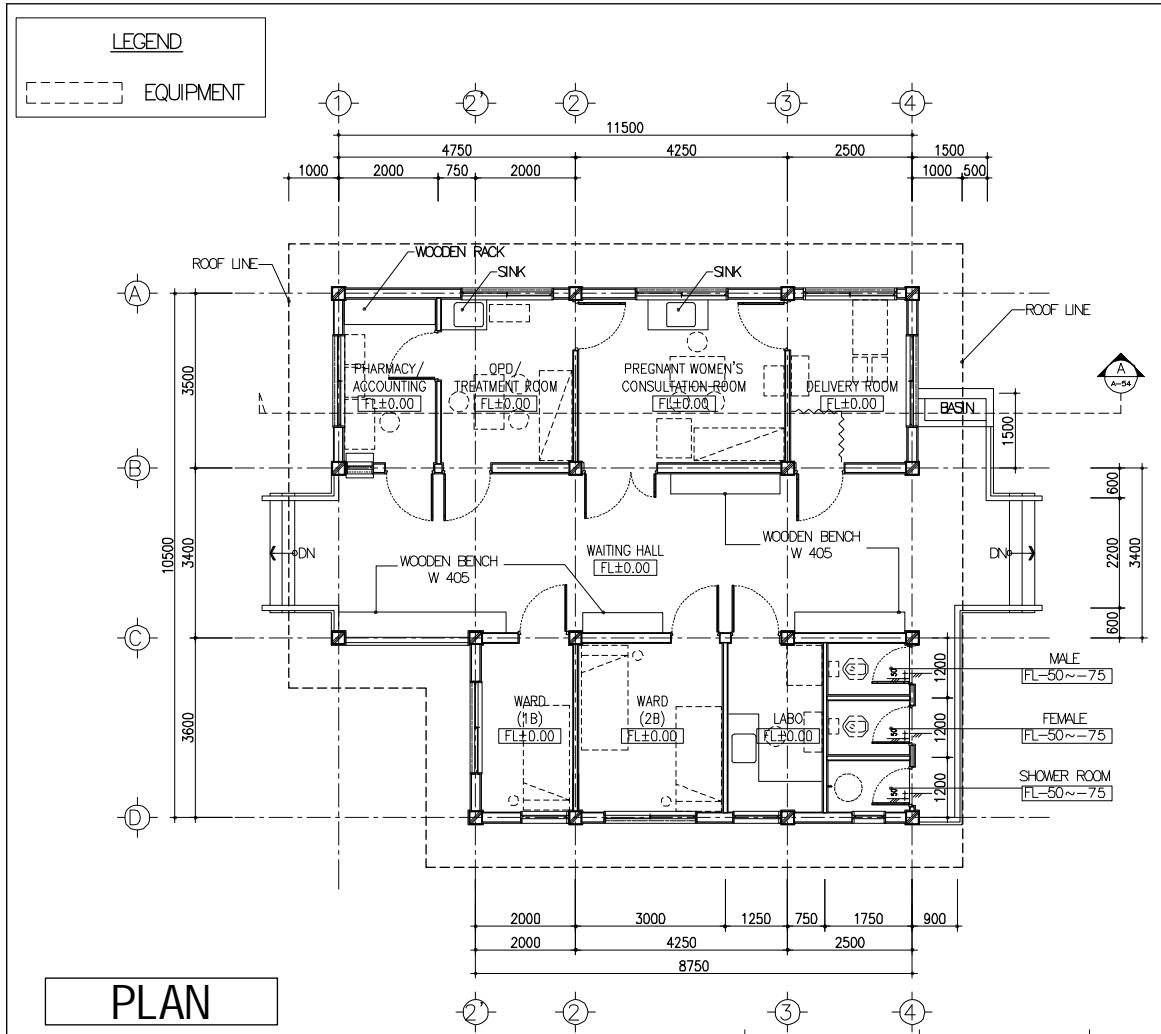 LEGEND
EQUIPMENT
1 2' 2 3 4
11500
4750 4250 2500 1500
1000 2000 750 2000 1000 500
WOODEN RACK
ROOF LINE
SINK
SINK
ROOF LINE
A
A
A-54
3500
PHARMACY/
ACCOUNTING
FL±0.00
OPD/
TREATMENT ROOM
FL±0.00
PREGNANT WOMEN'S
CONSULTATION ROOM
FL±0.00
DELIVERY ROOM
FL±0.00
BASIN
1500
B
600
10500
3400
DN
WOODEN BENCH
W 405
WAITING HALL
FL±0.00
WOODEN BENCH
W 405
DN
2200
3400
600
C
3600
WARD
(1B)
FL±0.00
WARD
(2B)
FL±0.00
LABO
FL±0.00
1200
MALE
FL-50~-75
1200
FEMALE
FL-50~-75
1200
SHOWER ROOM
FL-50~-75
D
2000 3000 1250 750 1750 900
2000 4250 2500
8750
PLAN
2' 2 3 4